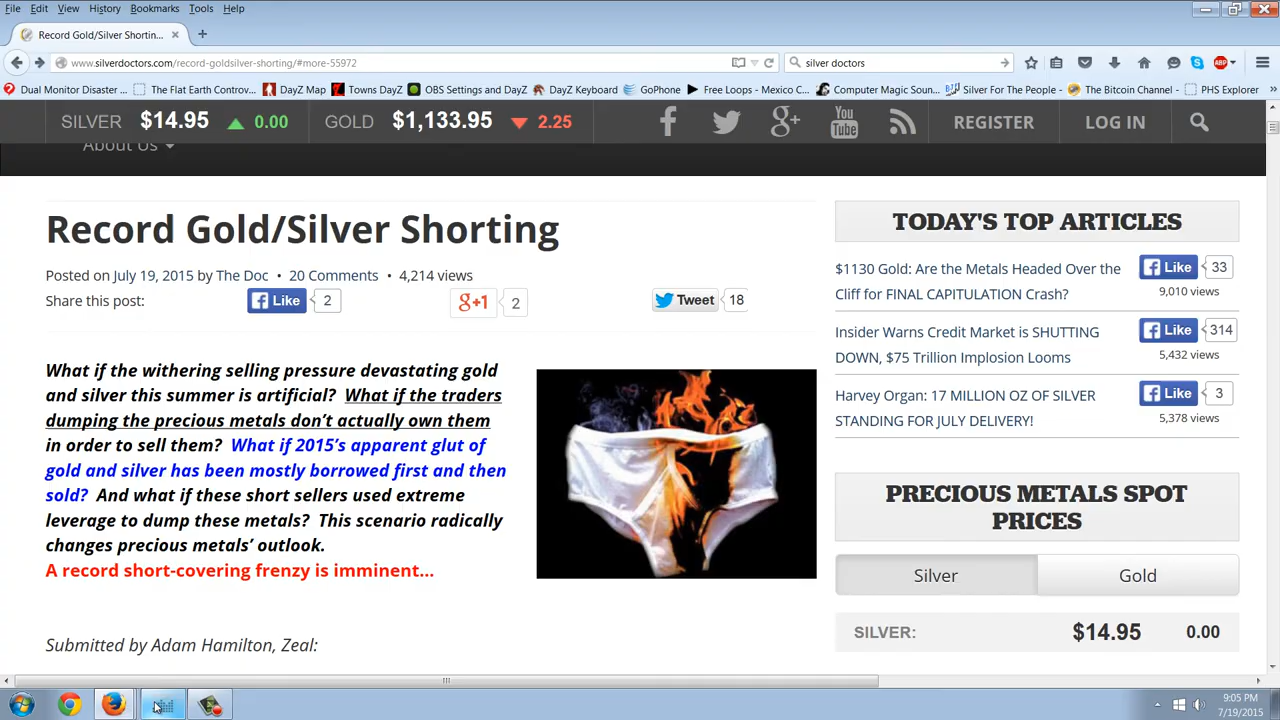 File Edit View History Bookmarks Tools Help
Record Gold/Silver Shortin...
www.silverdoctors.com/record-goldsilver-shorting/#more-55972
silver doctors
ABP
Dual Monitor Disaster ... The Flat Earth Controv... DayZ Map Towin DayZ OBS Settings and DayZ DayZ Keyboard GoPhone Free Loops - Mexico C... Computer Magic Soun... Silver For The People - ... The Bitcoin Channel - ... PHS Explorer
SILVER $14.95 0.00 GOLD $1,133.95 2.25 You Tube REGISTER LOG IN
About Us
Record Gold/Silver Shorting
Posted on July 19, 2015 by The Doc • 20 Comments • 4,214 views
Share this post: Like 2 g+1 2 Tweet 18
What if the withering selling pressure devastating gold
and silver this summer is artificial? What if the traders
dumping the precious metals don't actually own them
in order to sell them? What if 2015's apparent glut of
gold and silver has been mostly borrowed first and then
sold? And what if these short sellers used extreme
leverage to dump these metals? This scenario radically
changes precious metals' outlook.
A record short-covering frenzy is imminent...
Submitted by Adam Hamilton, Zeal:
TODAY'S TOP ARTICLES
$1130 Gold: Are the Metals Headed Over the
Cliff for FINAL CAPITULATION Crash?
Like 33
9,010 views
Insider Warns Credit Market is SHUTTING
DOWN, $75 Trillion Implosion Looms
Like 314
5,432 views
Harvey Organ: 17 MILLION OZ OF SILVER
STANDING FOR JULY DELIVERY!
Like 3
5,378 views
PRECIOUS METALS SPOT
PRICES
Silver Gold
SILVER: $14.95 0.00
9:05 PM
7/19/2015